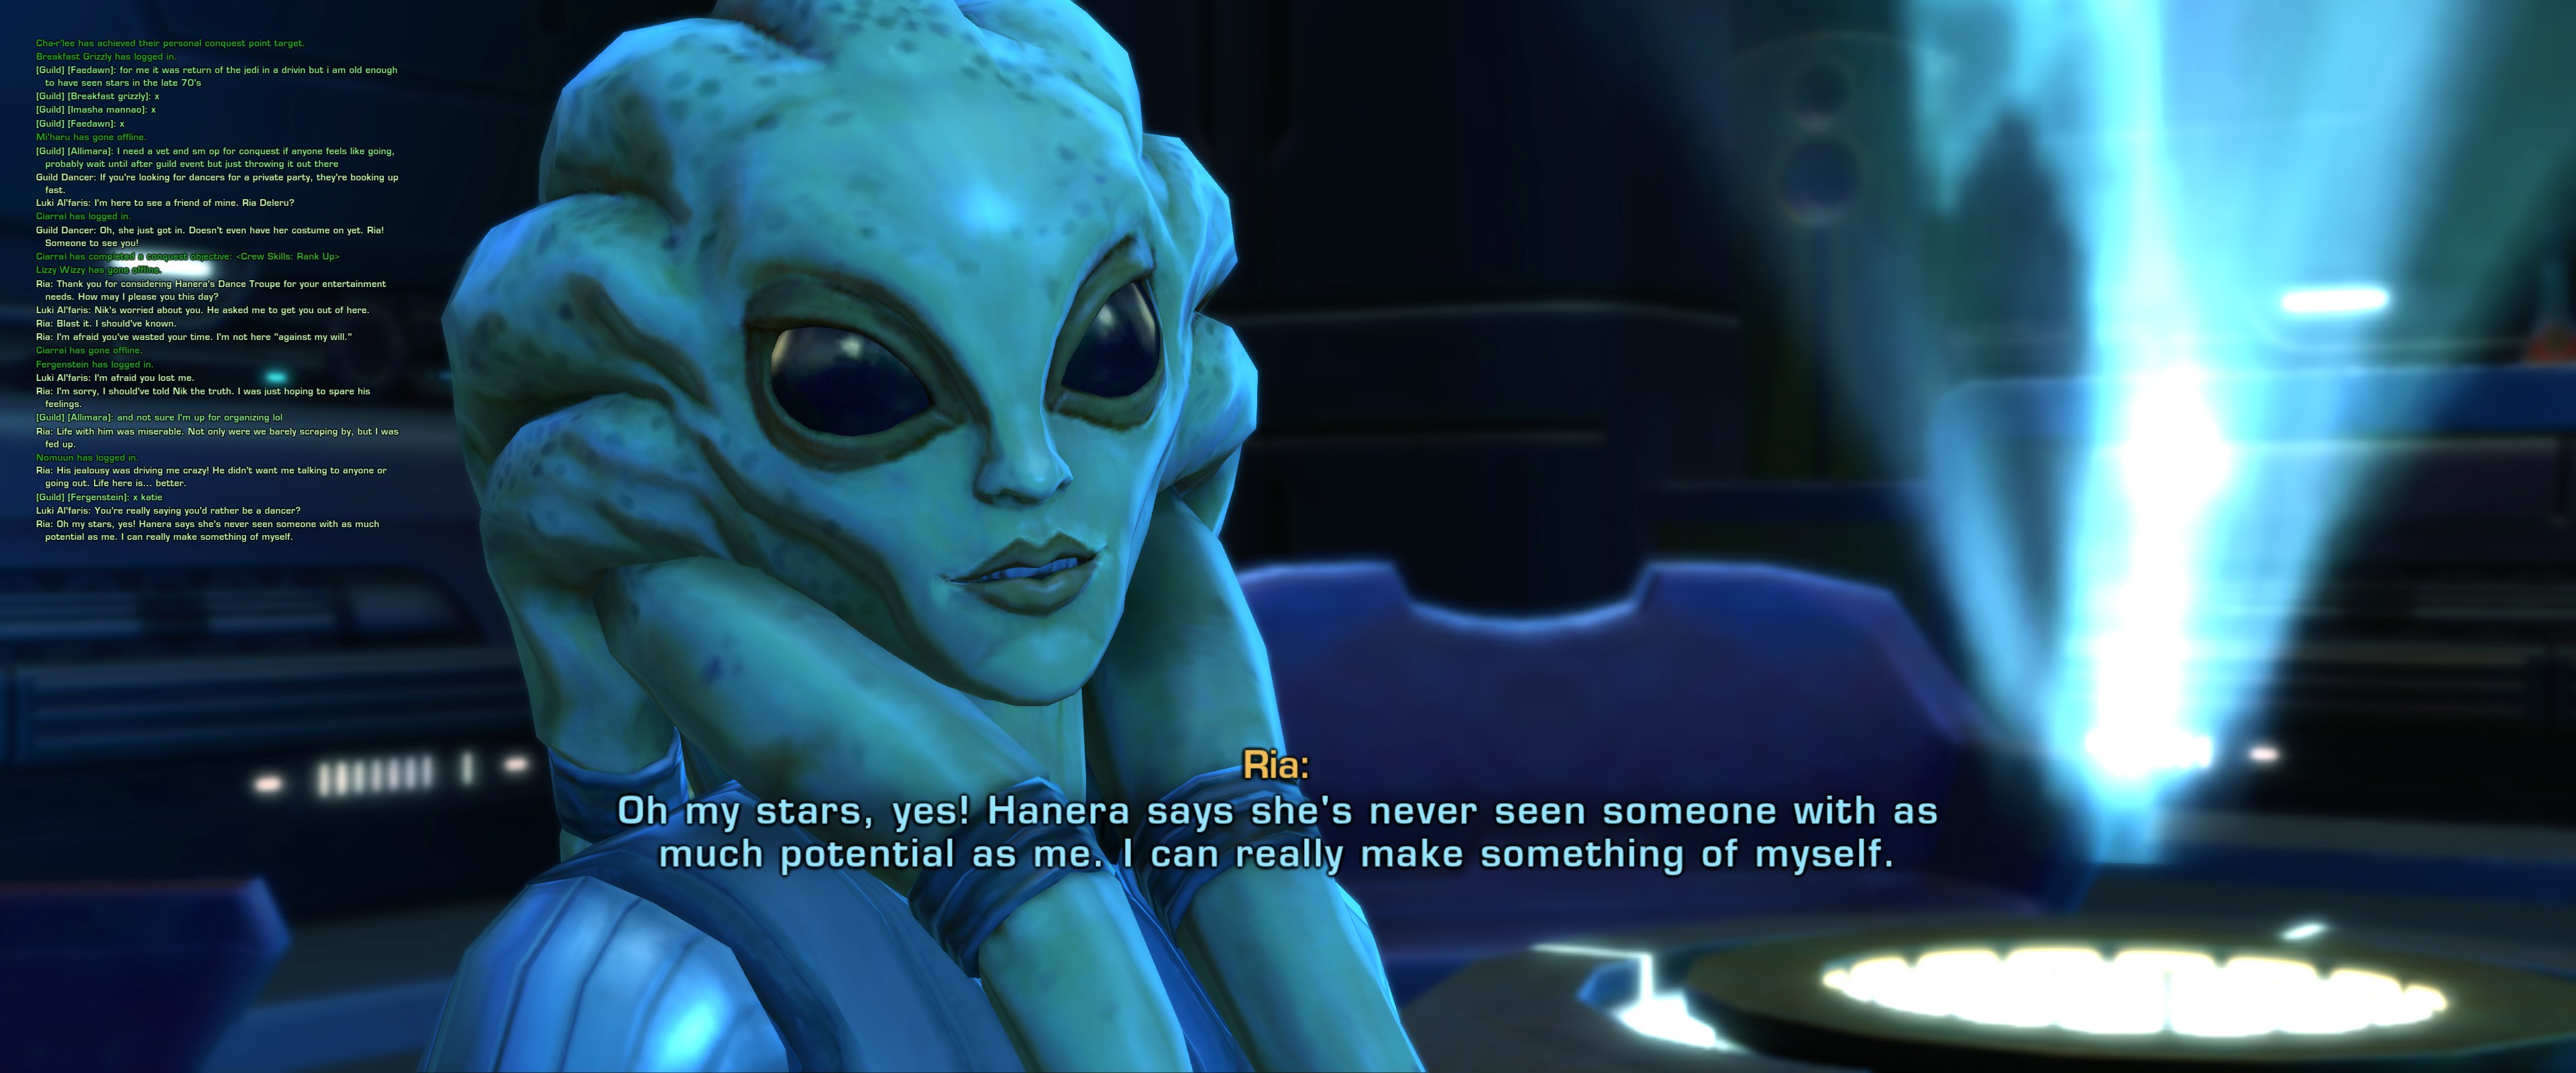 Cha-r'lee has achieved their personal conquest point target.
Breakfast Grizzly has logged in.
[Guild] [Faedawn]: for me it was return of the jedi in a drivin but i am old enough
to have seen stars in the late 70's
[Guild] [Breakfast grizzly]: x
[Guild] [Imasha mannao]: x
[Guild] [Faedawn]: x
Mi'haru has gone offline.
[Guild] [Allimara]: I need a vet and sm op for conquest if anyone feels like going,
probably wait until after guild event but just throwing it out there
Guild Dancer: If you're looking for dancers for a private party, they're booking up
fast.
Luki Al'faris: I'm here to see a friend of mine. Ria Deleru?
Ciarrai has logged in.
Guild Dancer: Oh, she just got in. Doesn't even have her costume on yet. Ria!
Someone to see you!
Ciarrai has completed a conquest objective: <Crew Skills: Rank Up>
Lizzy Wizzy has gone offline.
Ria: Thank you for considering Hanera's Dance Troupe for your entertainment
needs. How may I please you this day?
Luki Al'faris: Nik's worried about you. He asked me to get you out of here.
Ria: Blast it. I should've known.
Ria: I'm afraid you've wasted your time. I'm not here "against my will."
Ciarrai has gone offline.
Fergenstein has logged in.
Luki Al'faris: I'm afraid you lost me.
Ria: I'm sorry, I should've told Nik the truth. I was just hoping to spare his
feelings.
[Guild] [Allimara]: and not sure I'm up for organizing lol
Ria: Life with him was miserable. Not only were we barely scraping by, but I was
fed up.
Nomuun has logged in.
Ria: His jealousy was driving me crazy! He didn't want me talking to anyone or
going out. Life here is... better.
[Guild] [Fergenstein]: x katie
Luki Al'faris: You're really saying you'd rather be a dancer?
Ria: Oh my stars, yes! Hanera says she's never seen someone with as much
potential as me. I can really make something of myself.
Ria:
Oh my stars, yes! Hanera says she's never seen someone with as
much potential as me. I can really make something of myself.